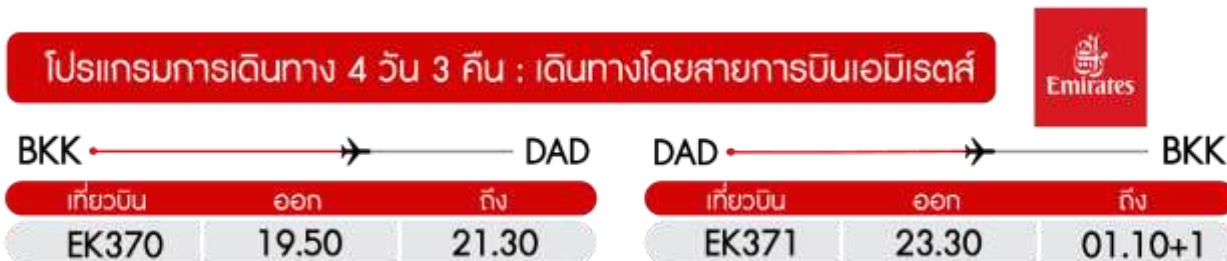 โปรแกรมการเดินทาง 4 วัน 3 คืน : เดินทางโดยสายการบินเอมิเรตส์
Emirates
BKK DAD DAD BKK
เที่ยวบิน ออก ถึง เที่ยวบิน ออก ถึง
EK370 19.50 21.30 EK371 23.30 01.10+1